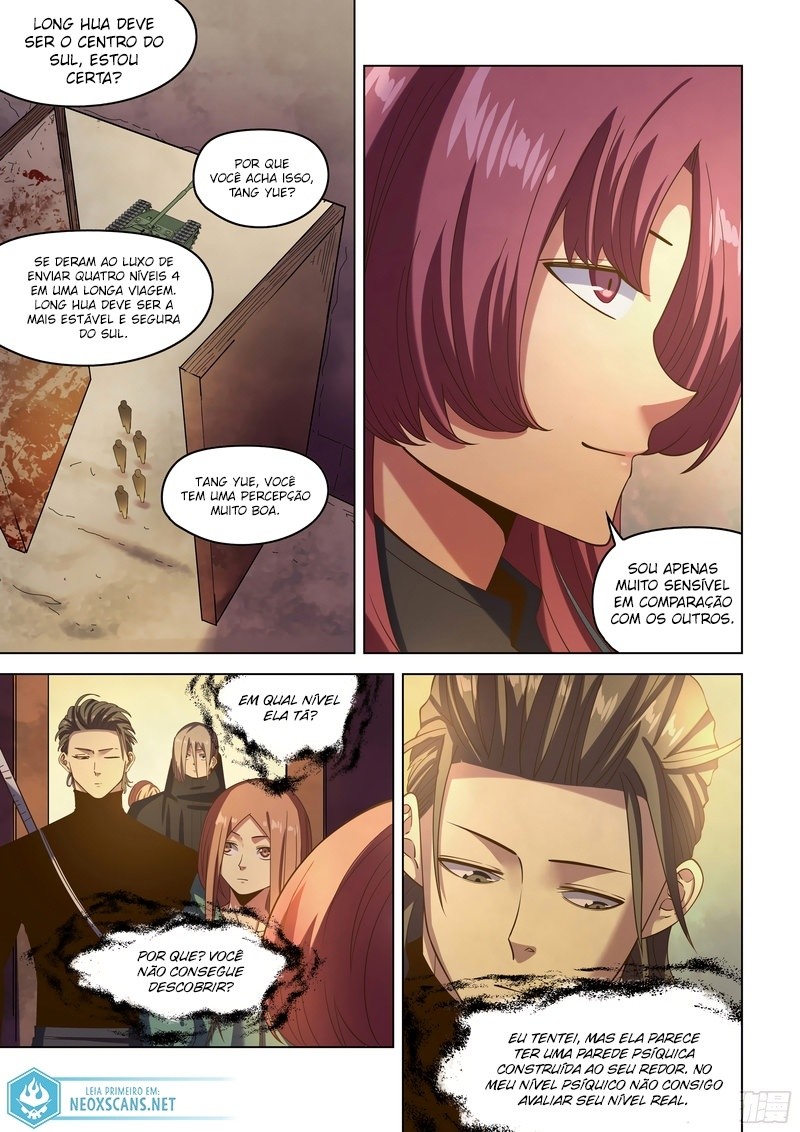 LONG HUA DEVE
SER O CENTRO DO
SUL, ESTOU
CERTA?
POR QUE
VOCÊ ACHA ISSO,
TANG YUE?
SE DERAM AO LUXO DE
ENVIAR QUATRO NÍVEIS 4
EM UMA LONGA VIAGEM.
LONG HUA DEVE SER A
MAIS ESTÁVEL E SEGURA
DO SUL.
TANG YUE, VOCÊ
TEM UMA PERCEPÇÃO
MUITO BOA.
SOU APENAS
MUITO SENSÍVEL
EM COMPARAÇÃO
COM OS OUTROS.
EM QUAL NÍVEL
ELA TÁ?
POR QUE? VOCÊ
NÃO CONSEGUE
DESCOBRIR?
EU TENTEI, MAS ELA PARECE
TER UMA PAREDE PSÍQUICA
CONSTRUÍDA AO SEU REDOR. NO
MEU NÍVEL PSÍQUICO NÃO CONSIGO
AVALIAR SEU NÍVEL REAL.
LEIA PRIMEIRO EM:
NEOXSCANS.NET
动漫